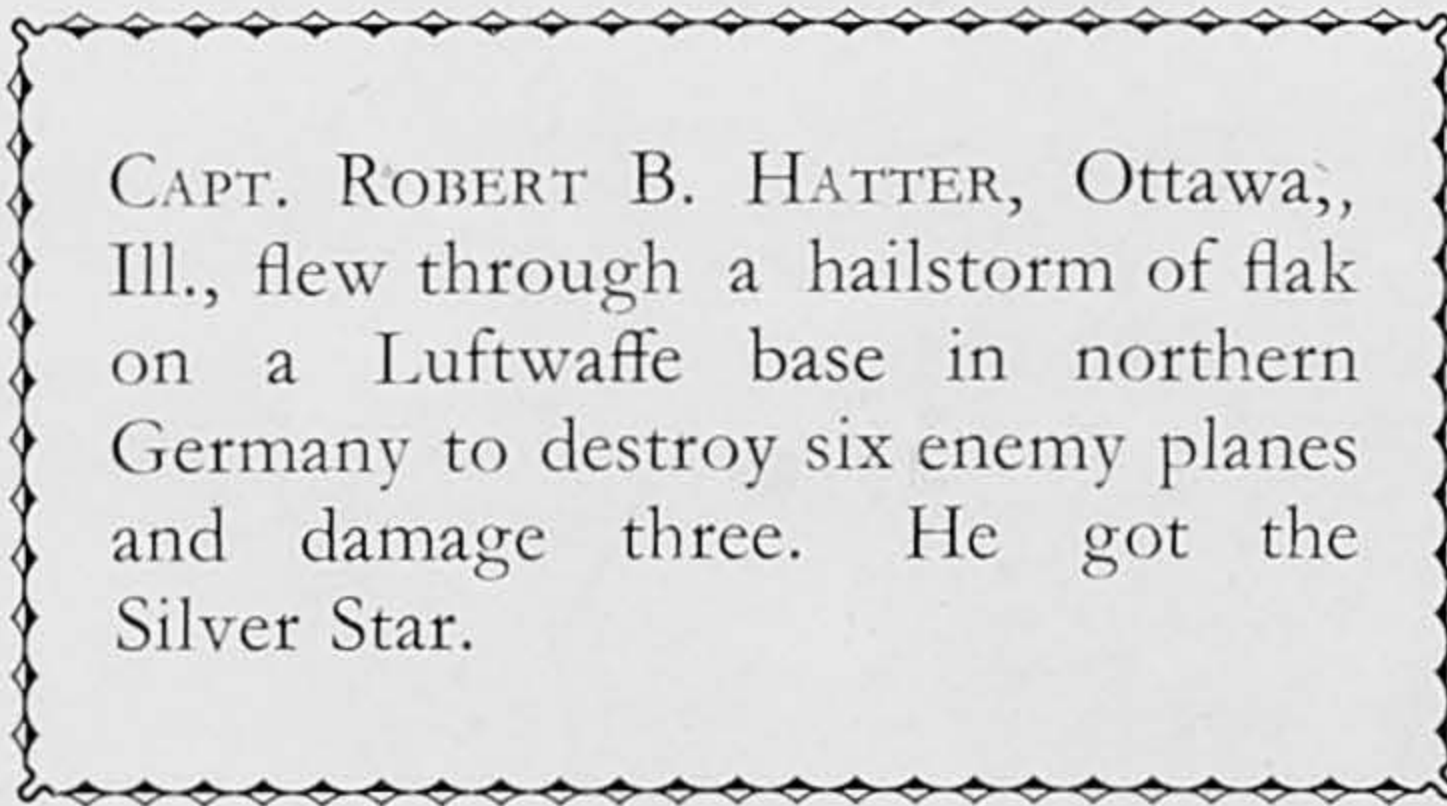 CAPT. ROBERT B. HATTER, Ottawa,,
Ill., flew through a hailstorm of flak
on a Luftwaffe base in northern
Germany to destroy six enemy planes
and damage three. He got the
Silver Star.